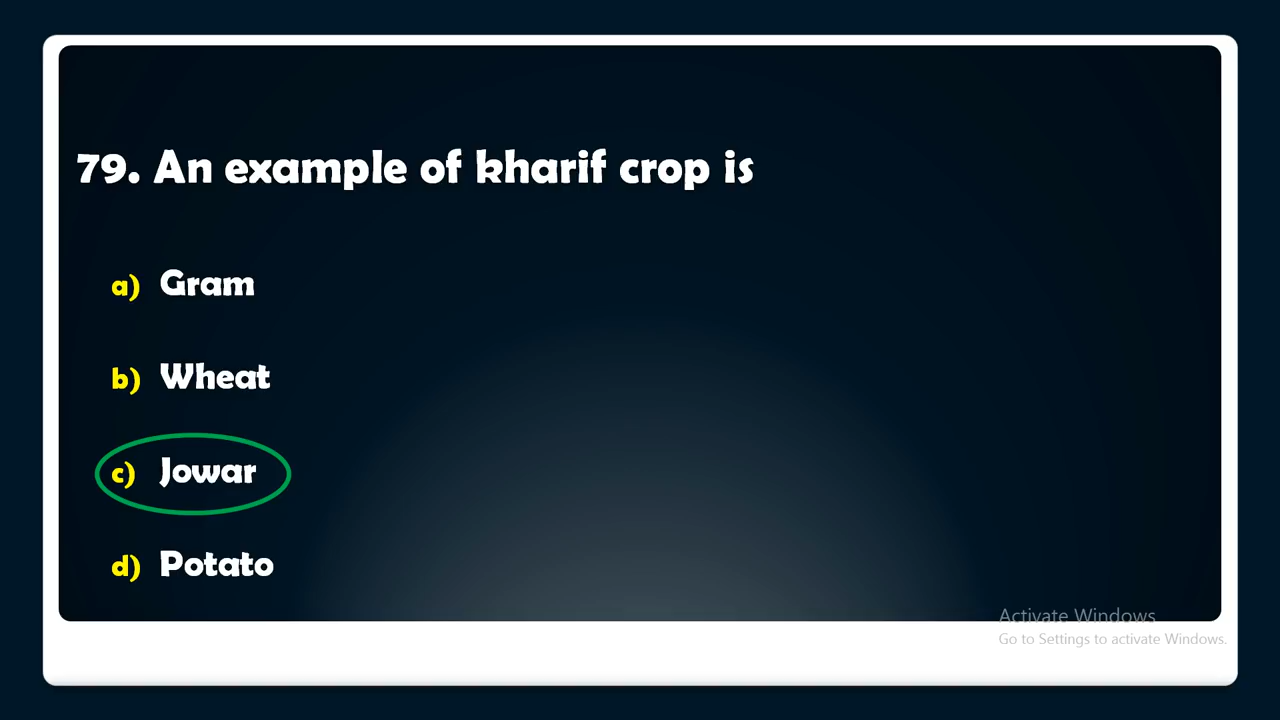 79. An example of kharif crop is
a) Gram
b) Wheat
c) Jowar
d) Potato
Activate Windows
Go to Settings to activate Windows.